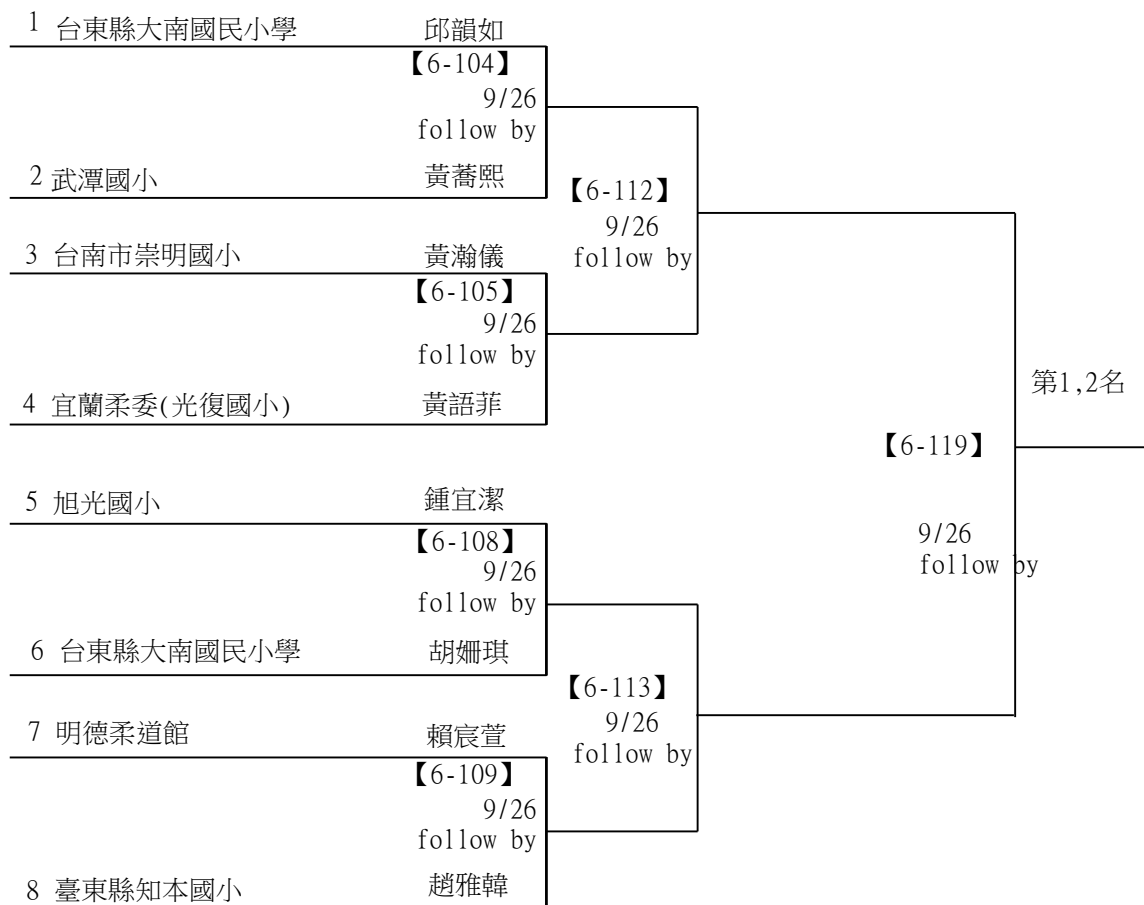 1 台東縣大南國民小學 邱韻如
【6-104】
9/26
follow by
2 武潭國小 黃蕎熙
【6-112】
9/26
follow by
3 台南市崇明國小 黃瀚儀
【6-105】
9/26
follow by
4 宜蘭柔委(光復國小) 黃語菲
第1,2名
【6-119】
9/26
follow by
5 旭光國小 鍾宜潔
【6-108】
9/26
follow by
6 台東縣大南國民小學 胡姍琪
【6-113】
9/26
follow by
7 明德柔道館 賴宸萱
【6-109】
9/26
follow by
8 臺東縣知本國小 趙雅韓